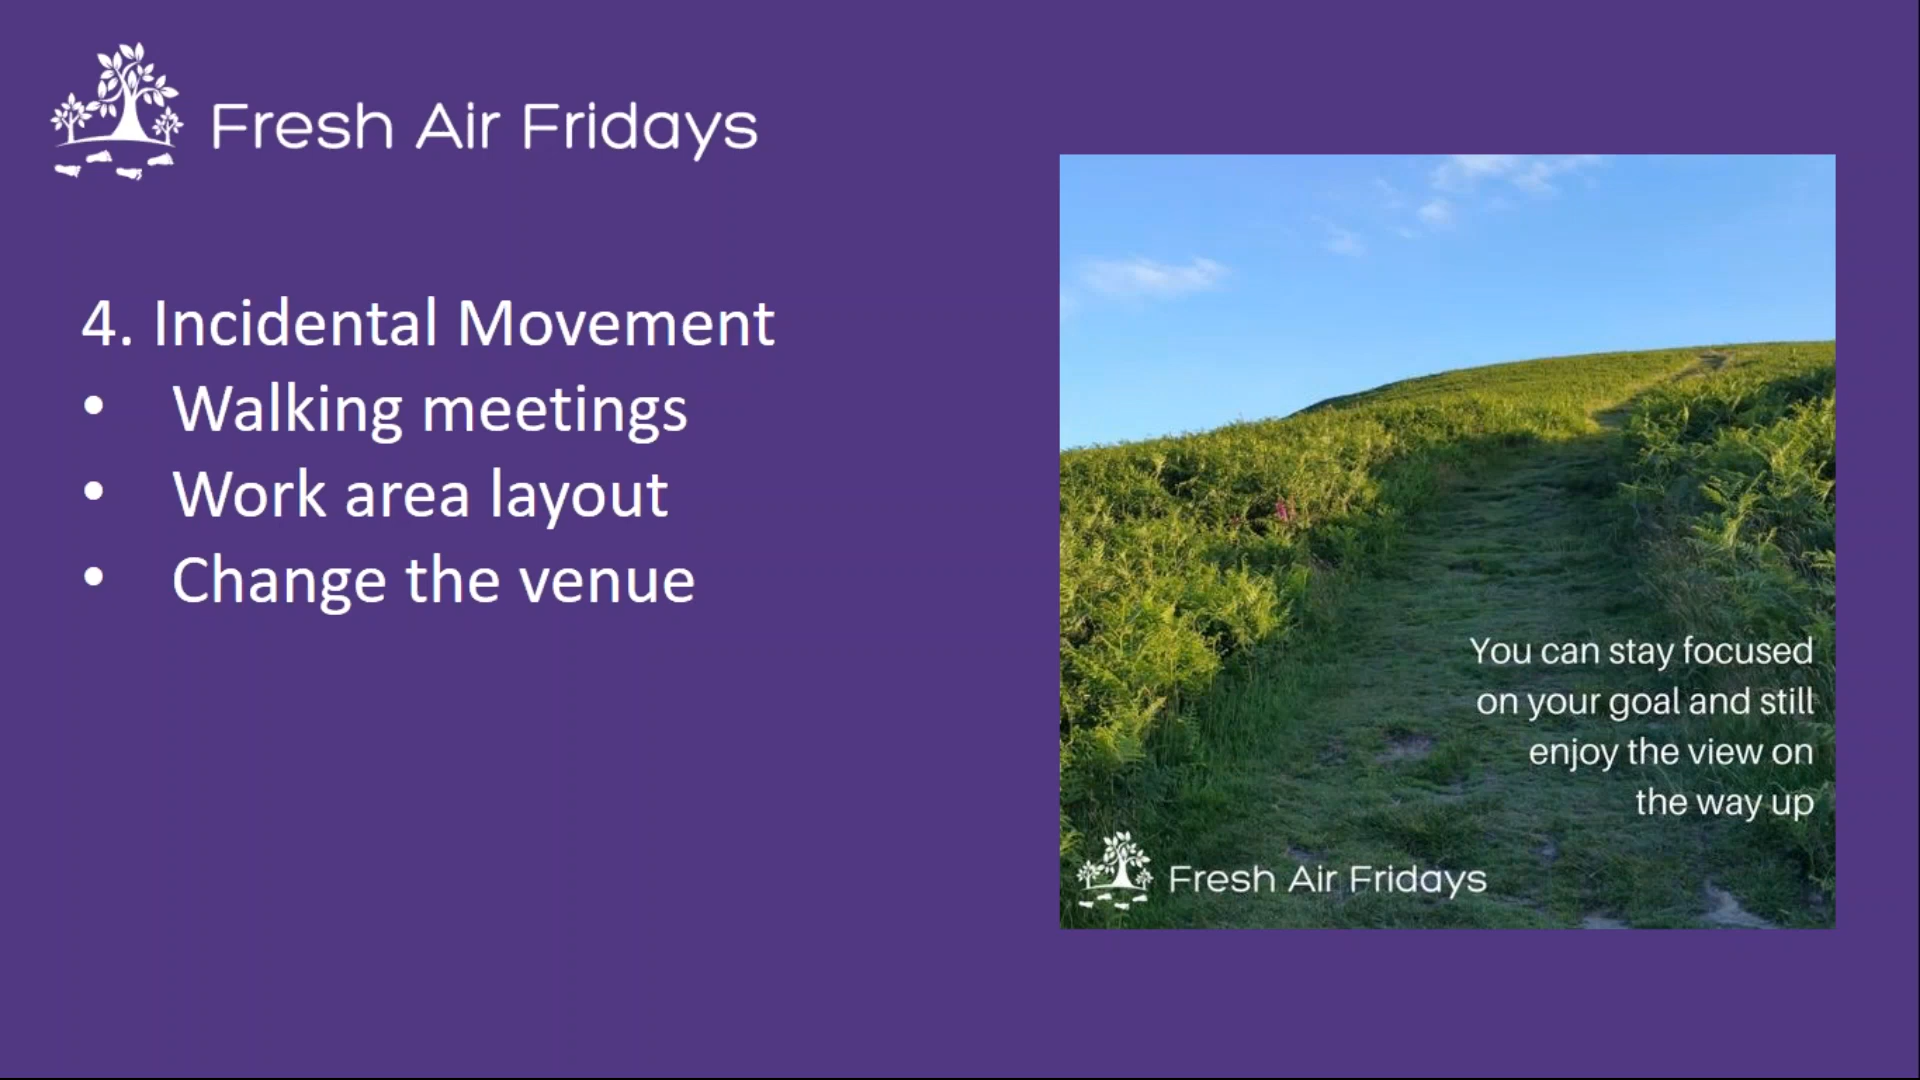 Fresh Air Fridays
4. Incidental Movement
• Walking meetings
• Work area layout
• Change the venue
You can stay focused
on your goal and still
enjoy the view on
the way up
Fresh Air Fridays